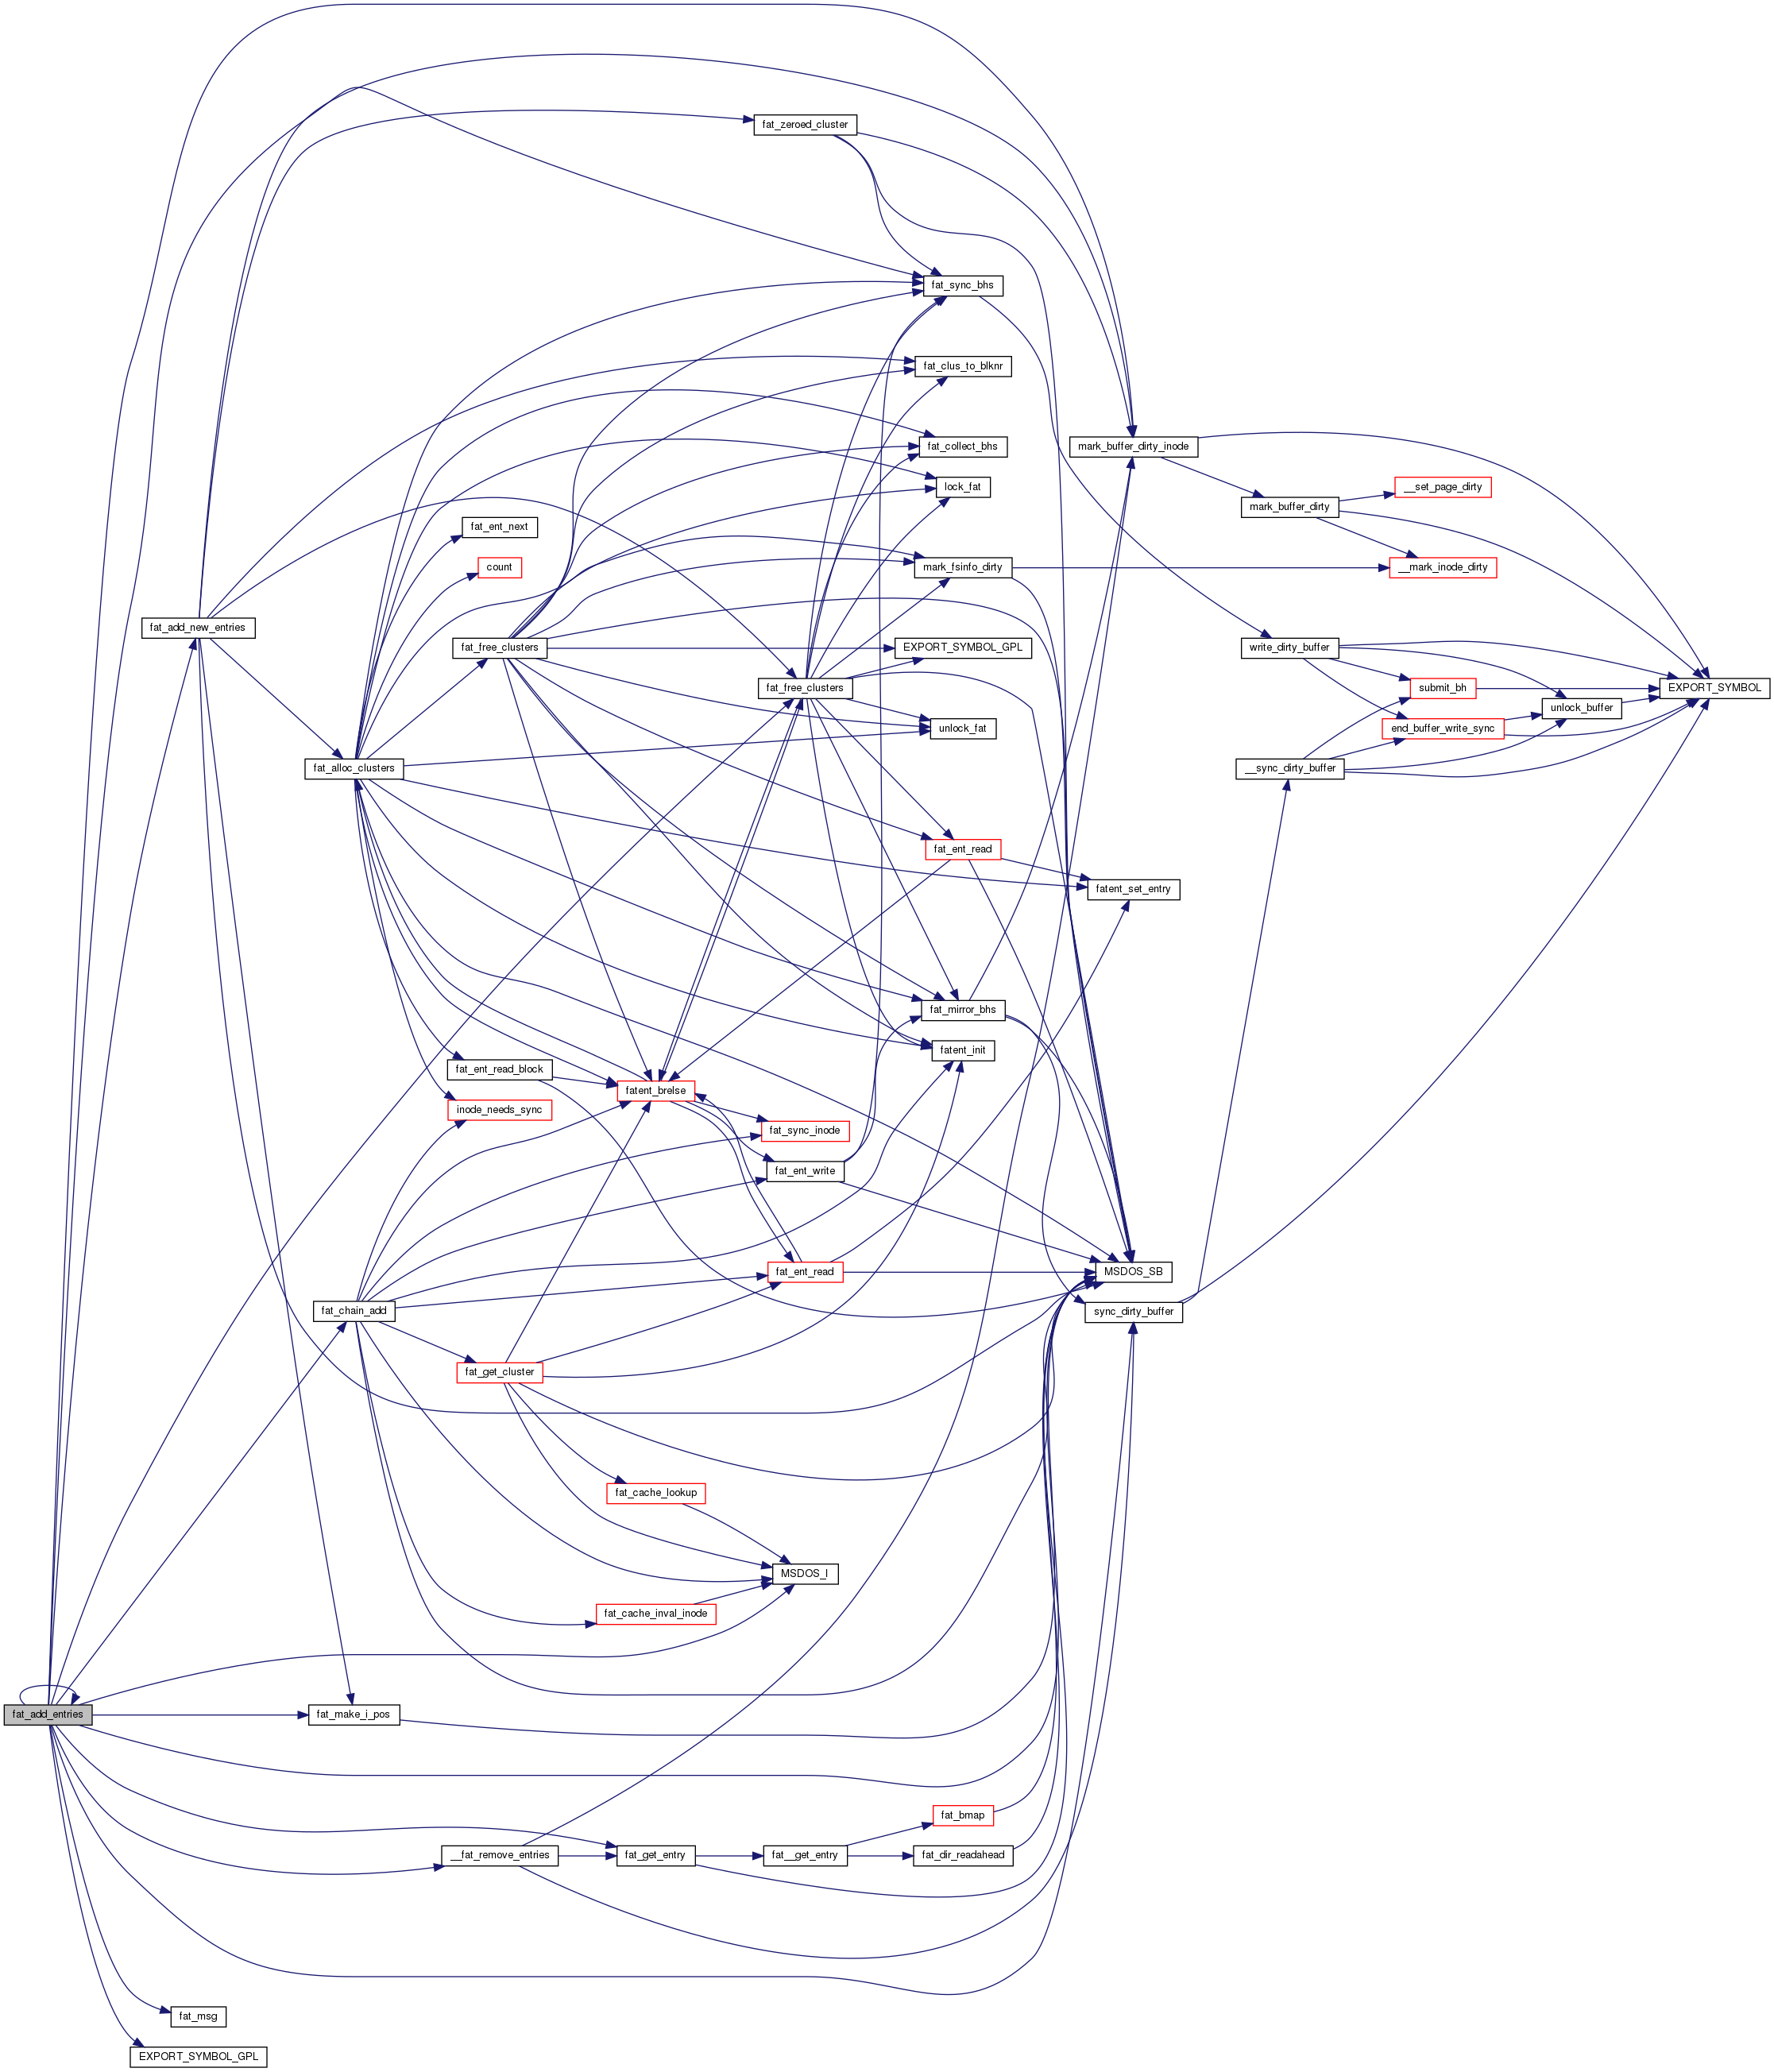 fat_zeroed_cluster
fat_sync_bhs
fat_clus_to_blknr
fat_collect_bhs
mark_buffer_dirty_inode
lock_fat
__set_page_dirty
mark_buffer_dirty
fat_ent_next
count
mark_fsinfo_dirty
__mark_inode_dirty
fat_add_new_entries
fat_free_clusters
EXPORT_SYMBOL_GPL
write_dirty_buffer
fat_free_clusters
submit_bh
EXPORT_SYMBOL
unlock_buffer
unlock_fat
end_buffer_write_sync
fat_alloc_clusters
__sync_dirty_buffer
fat_ent_read
fatent_set_entry
fat_mirror_bhs
fatent_init
fat_ent_read_block
fatent_brelse
inode_needs_sync
fat_sync_inode
fat_ent_write
fat_ent_read
MSDOS_SB
fat_chain_add
sync_dirty_buffer
fat_get_cluster
fat_cache_lookup
MSDOS_I
fat_cache_inval_inode
fat_add_entries
fat_make_i_pos
fat_bmap
__fat_remove_entries
fat_get_entry
fat__get_entry
fat_dir_readahead
fat_msg
EXPORT_SYMBOL_GPL